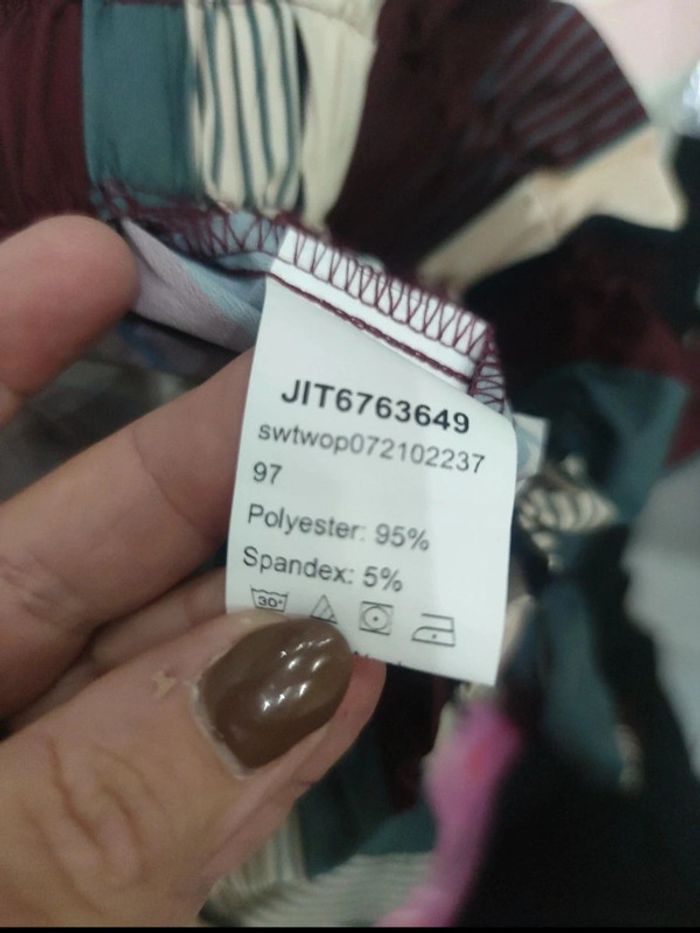 JIT6763649
swtwop072102237
97
Polyester: 95%
Spandex: 5%
30°